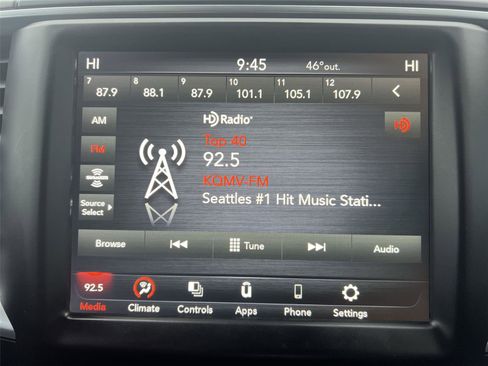 HI 9:45 46°out. HI
7 87.9 8 88.1 9 87.9 10 101.1 11 105.1 12 107.9
AM HD Radio
FM Top 40
92.5
SiriusXM KQMV-FM
Source Select Seattles #1 Hit Music Stati...
Browse Tune Audio
92.5
Media Climate Controls Apps Phone Settings